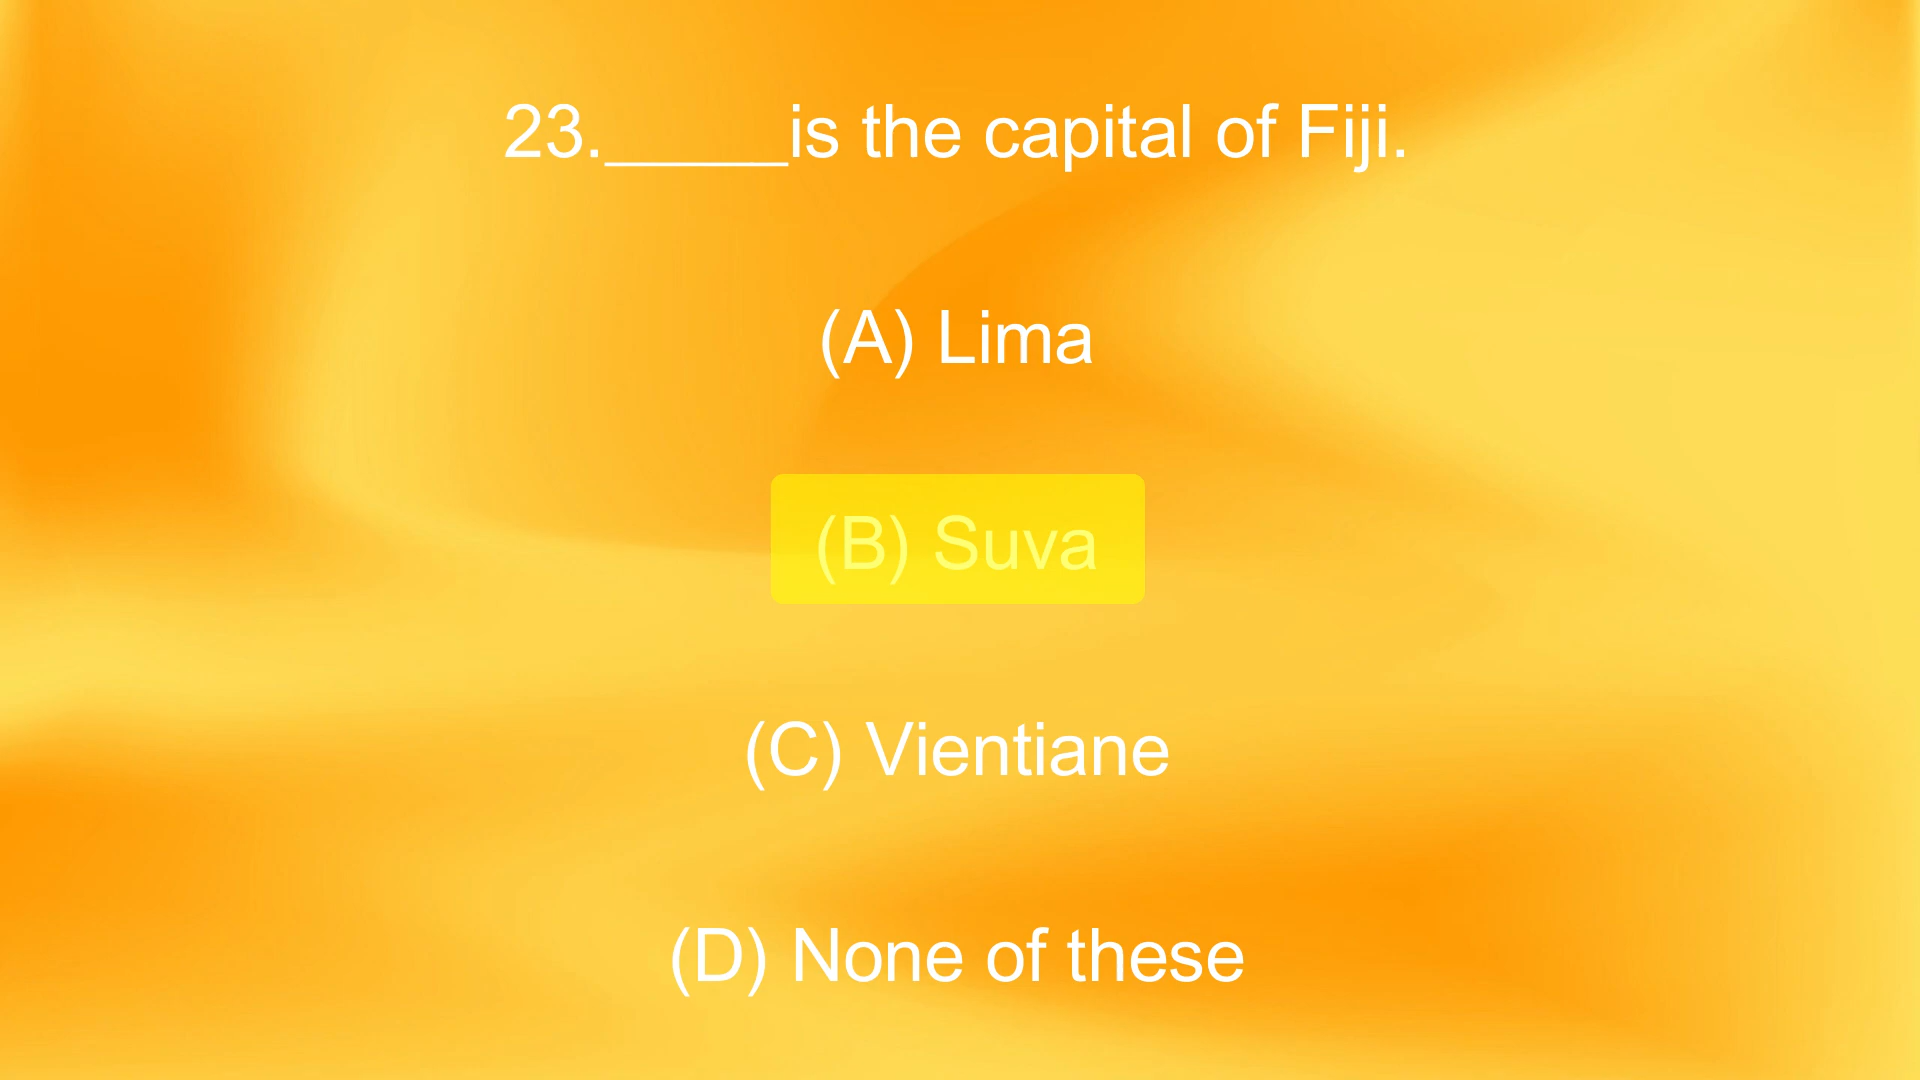 23._____is the capital of Fiji.
(A) Lima
(B) Suva
(C) Vientiane
(D) None of these